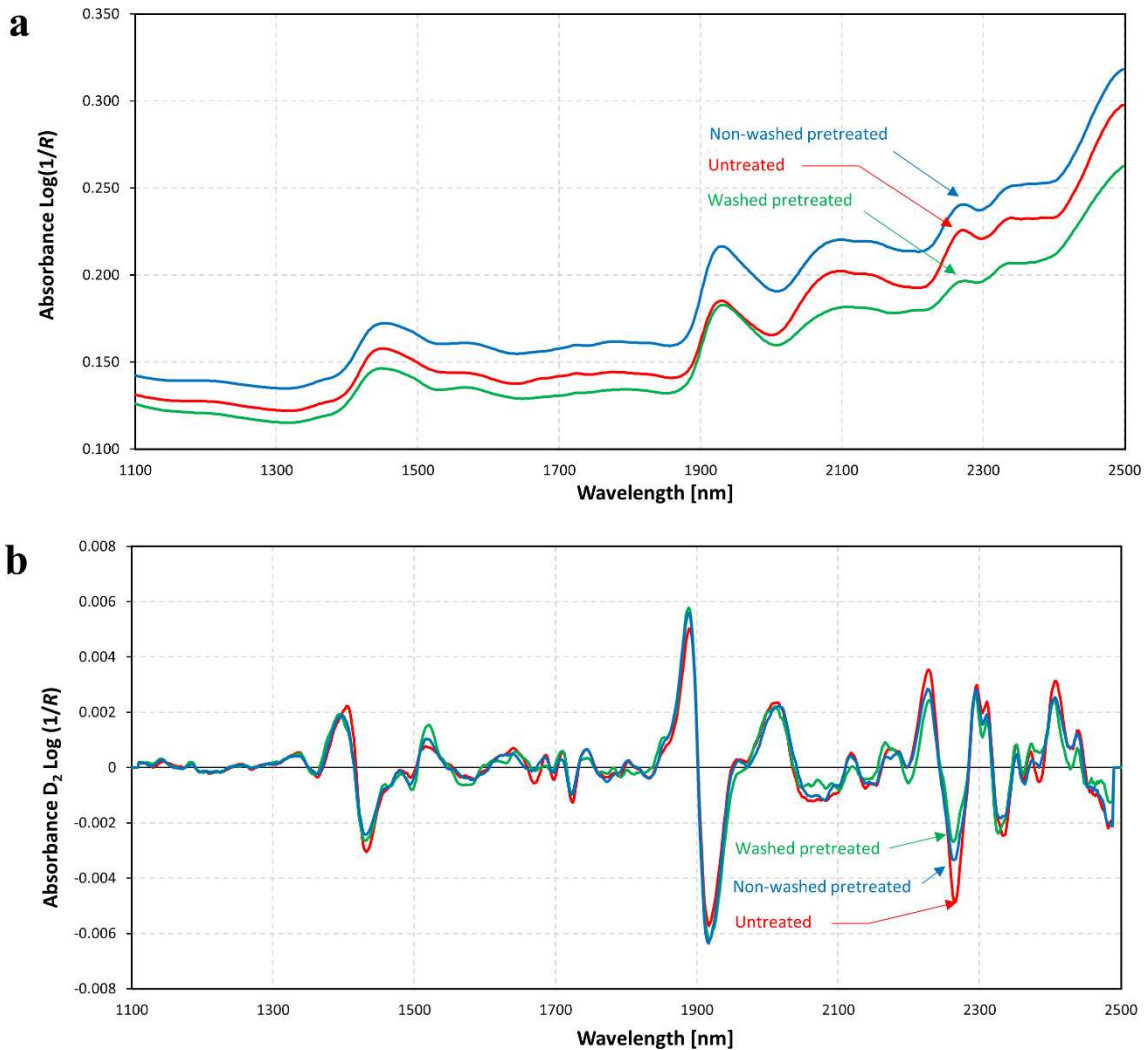 a
0.350
0.300
0.250
0.200
0.150
0.100
Absorbance Log(1/R)
Non-washed pretreated
Untreated
Washed pretreated
1100 1300 1500 1700 1900 2100 2300 2500
Wavelength [nm]
b
0.008
0.006
0.004
0.002
0
-0.002
-0.004
-0.006
-0.008
Absorbance D₂ Log (1/R)
Washed pretreated
Non-washed pretreated
Untreated
1100 1300 1500 1700 1900 2100 2300 2500
Wavelength [nm]